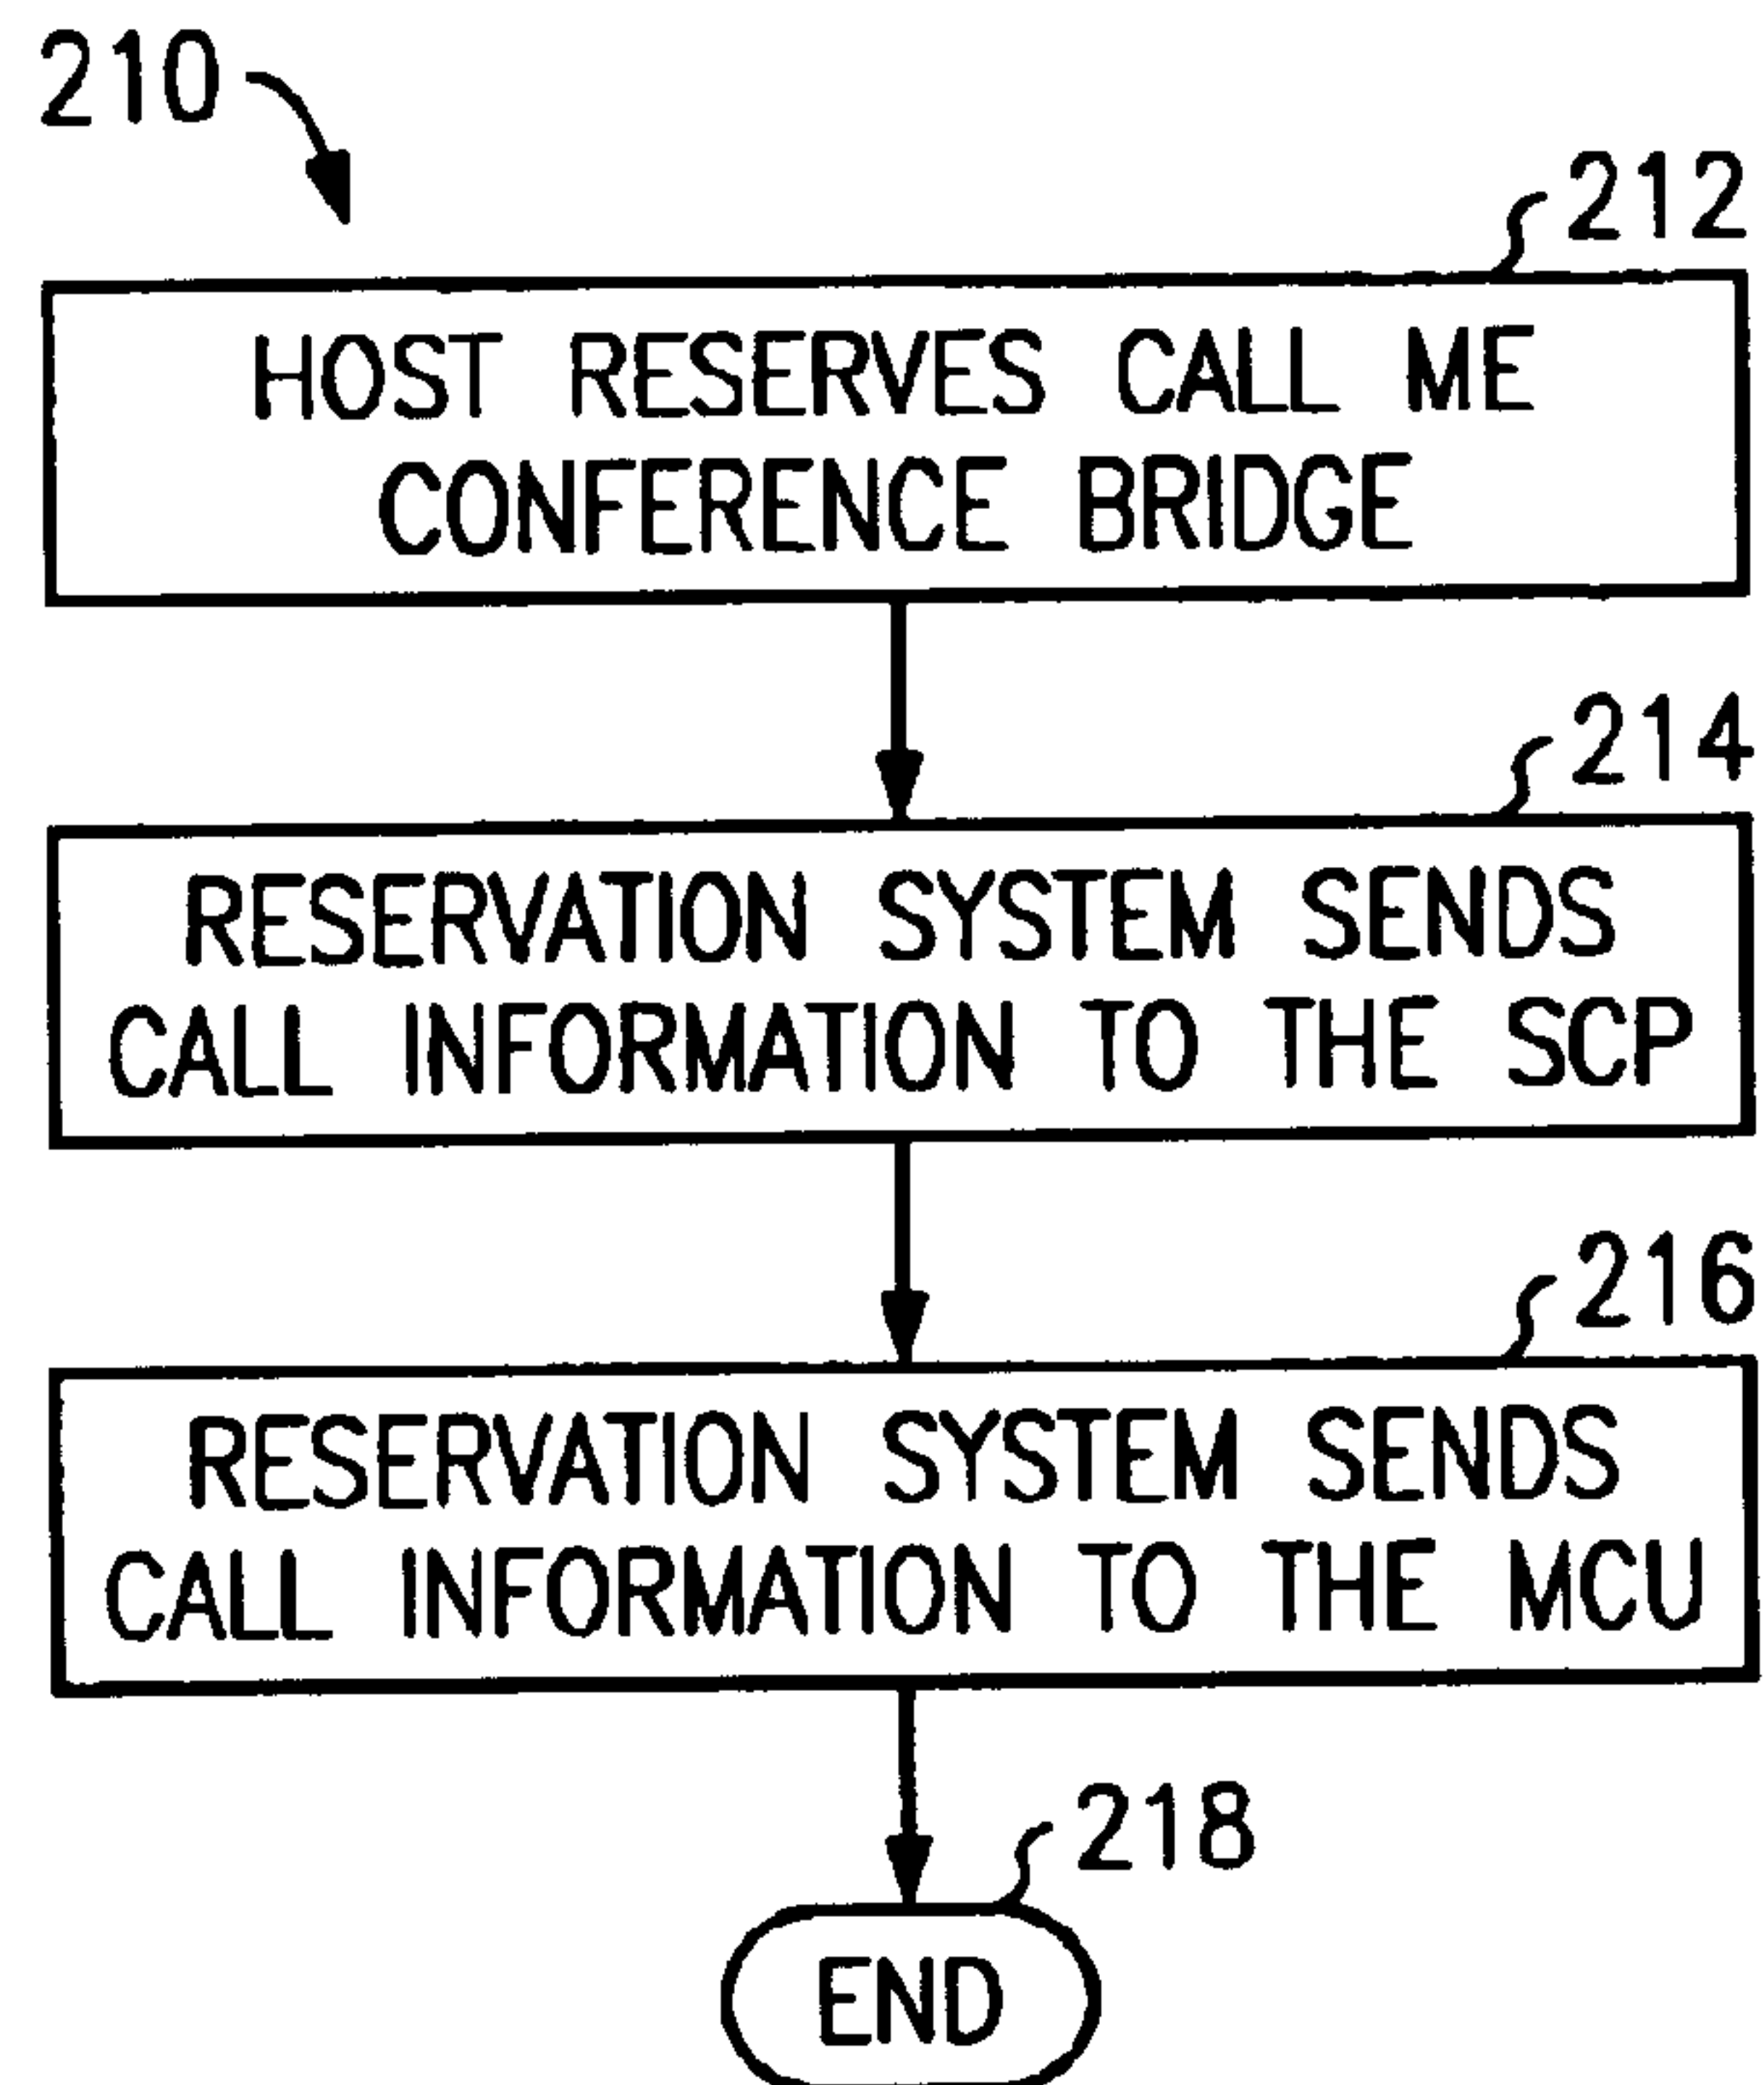 210
212
HOST RESERVES CALL ME
CONFERENCE BRIDGE
214
RESERVATION SYSTEM SENDS
CALL INFORMATION TO THE SCP
216
RESERVATION SYSTEM SENDS
CALL INFORMATION TO THE MCU
218
END